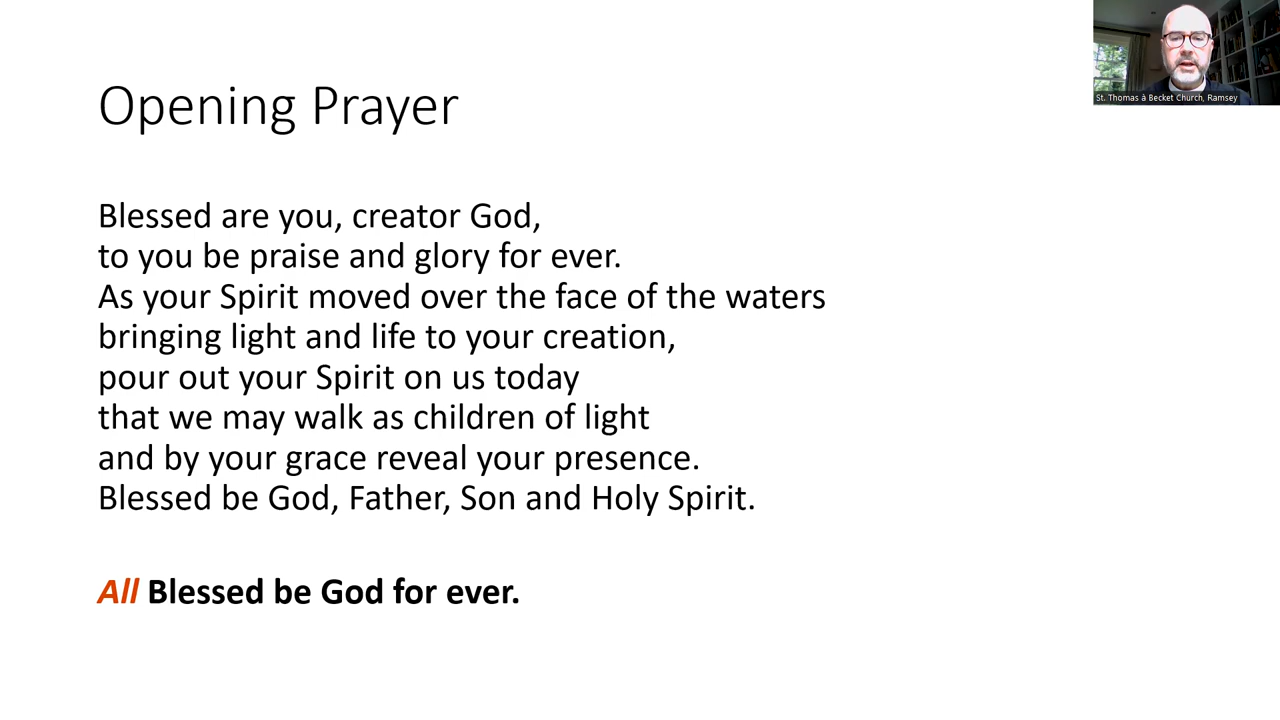 Opening Prayer
Blessed are you, creator God,
to you be praise and glory for ever.
As your Spirit moved over the face of the waters
bringing light and life to your creation,
pour out your Spirit on us today
that we may walk as children of light
and by your grace reveal your presence.
Blessed be God, Father, Son and Holy Spirit.
All Blessed be God for ever.
St. Thomas à Becket Church, Ramsey